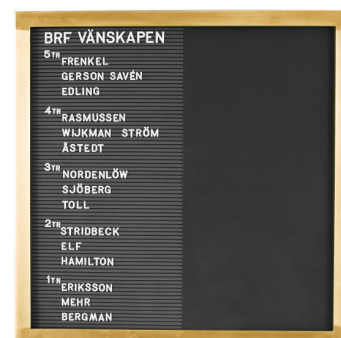 BRF VÄNSKAPEN
5TR FRENKEL
GERSON SAVÉN
EDLING
4TR RASMUSSEN
WIJKMAN STRÖM
ÅSTEDT
3TR NORDENLÖW
SJÖBERG
TOLL
2TR STRIDBECK
ELF
HAMILTON
1TR ERIKSSON
MEHR
BERGMAN